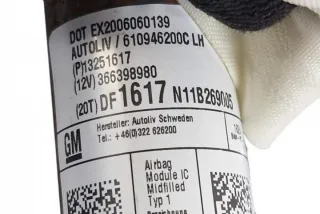 DOT EX2006060139
AUTOLIV / 610946200C LH
(P)13251617
(12V) 366398980
(20T) DF 1617 N11B269N05
GM
Hersteller: Autoliv Schweden
Tel.: +46(0)322 626200
Airbag
Module IC
Midfilled
Typ 1